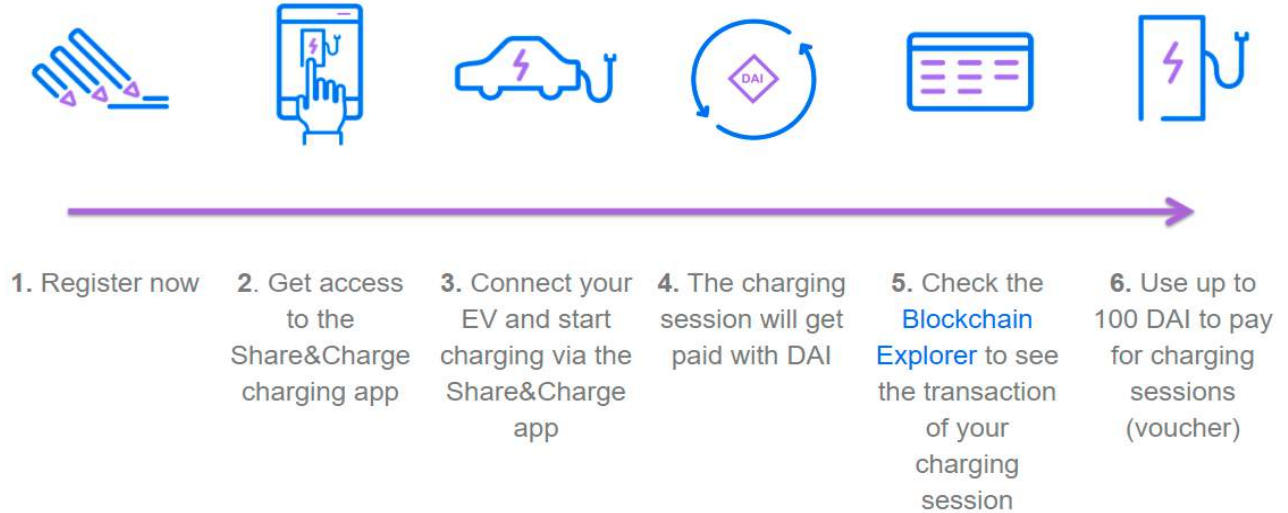 DAI
1. Register now
2. Get access
to the
Share&Charge
charging app
3. Connect your
EV and start
charging via the
Share&Charge
app
4. The charging
session will get
paid with DAI
5. Check the
Blockchain
Explorer to see
the transaction
of your
charging
session
6. Use up to
100 DAI to pay
for charging
sessions
(voucher)